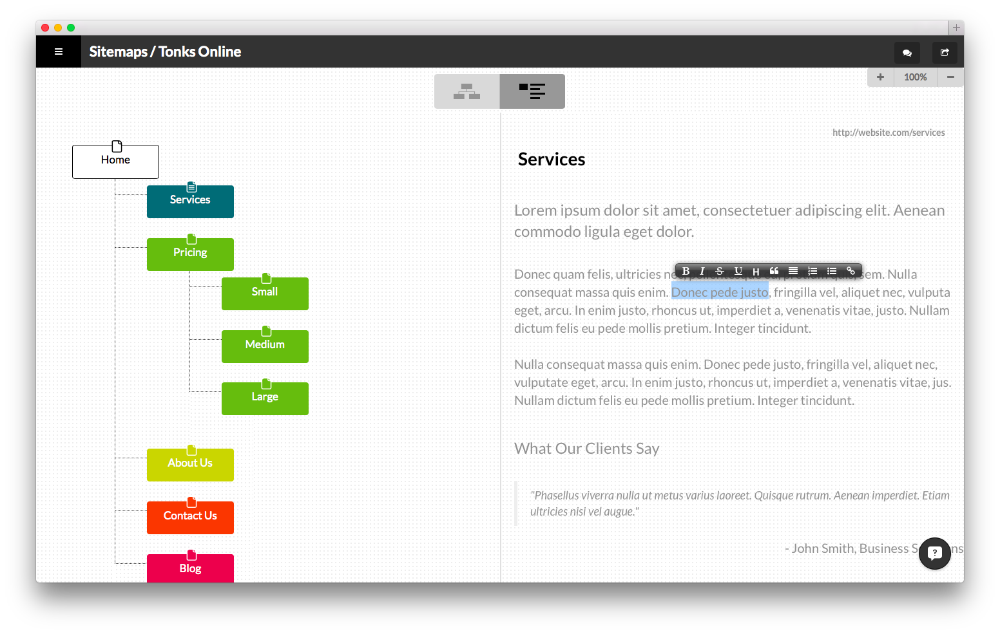 Sitemaps / Tonks Online
100%
http://website.com/services
Home
Services
Pricing
Small
Medium
Large
About Us
Contact Us
Blog
Services
Lorem ipsum dolor sit amet, consectetuer adipiscing elit. Aenean
commodo ligula eget dolor.
B I S U H
Donec quam felis, ultricies nec, pellentesque eu, pretium quis, sem. Nulla
consequat massa quis enim. Donec pede justo, fringilla vel, aliquet nec, vulputa
eget, arcu. In enim justo, rhoncus ut, imperdiet a, venenatis vitae, justo. Nullam
dictum felis eu pede mollis pretium. Integer tincidunt.
Nulla consequat massa quis enim. Donec pede justo, fringilla vel, aliquet nec,
vulputate eget, arcu. In enim justo, rhoncus ut, imperdiet a, venenatis vitae, jus.
Nullam dictum felis eu pede mollis pretium. Integer tincidunt.
What Our Clients Say
"Phasellus viverra nulla ut metus varius laoreet. Quisque rutrum. Aenean imperdiet. Etiam
ultricies nisi vel augue."
- John Smith, Business